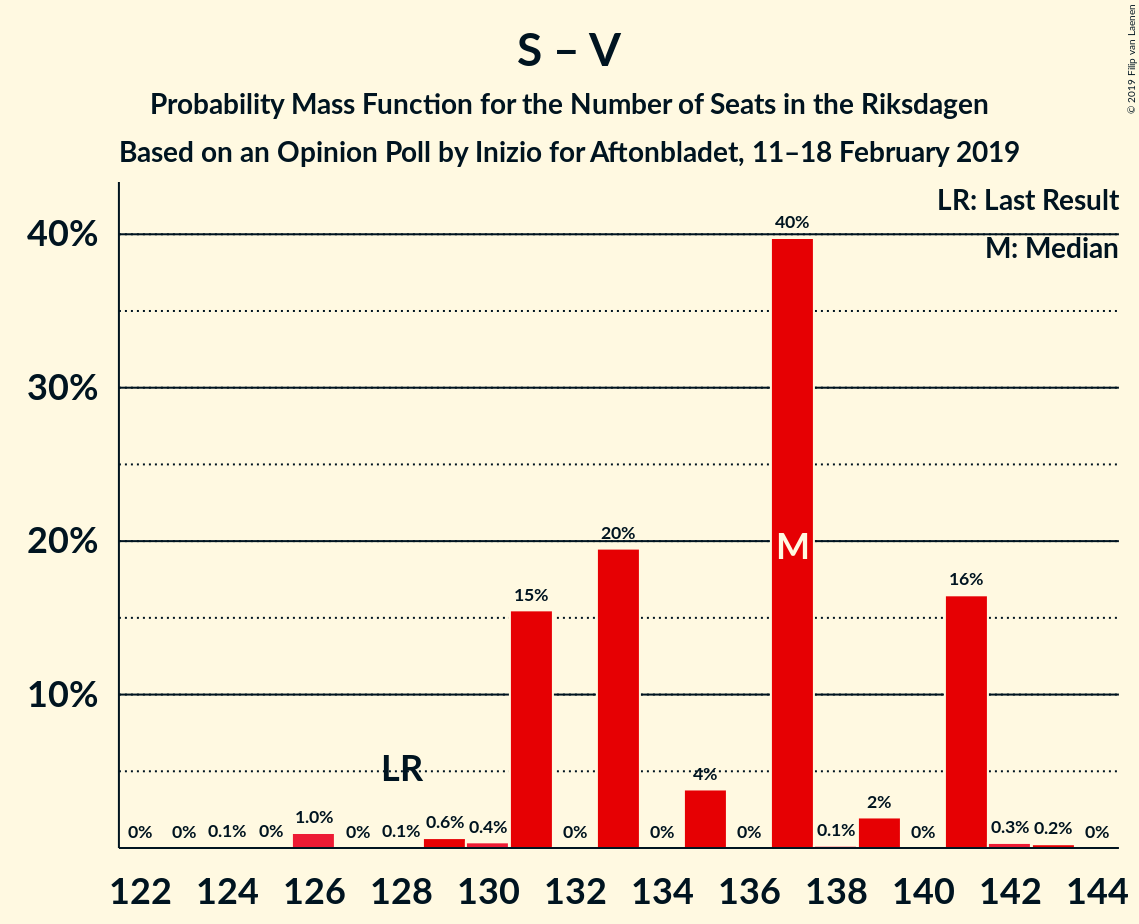 S – V
Probability Mass Function for the Number of Seats in the Riksdagen
Based on an Opinion Poll by Inizio for Aftonbladet, 11–18 February 2019
© 2019 Filip van Laenen
LR: Last Result
M: Median
40%
30%
20%
10%
0% 0% 0.1% 0% 1.0% 0% 0.1% 0.6% 0.4% 15% 0% 20% 0% 4% 0% 40% 0.1% 2% 0% 16% 0.3% 0.2% 0%
LR
M
122 124 126 128 130 132 134 136 138 140 142 144